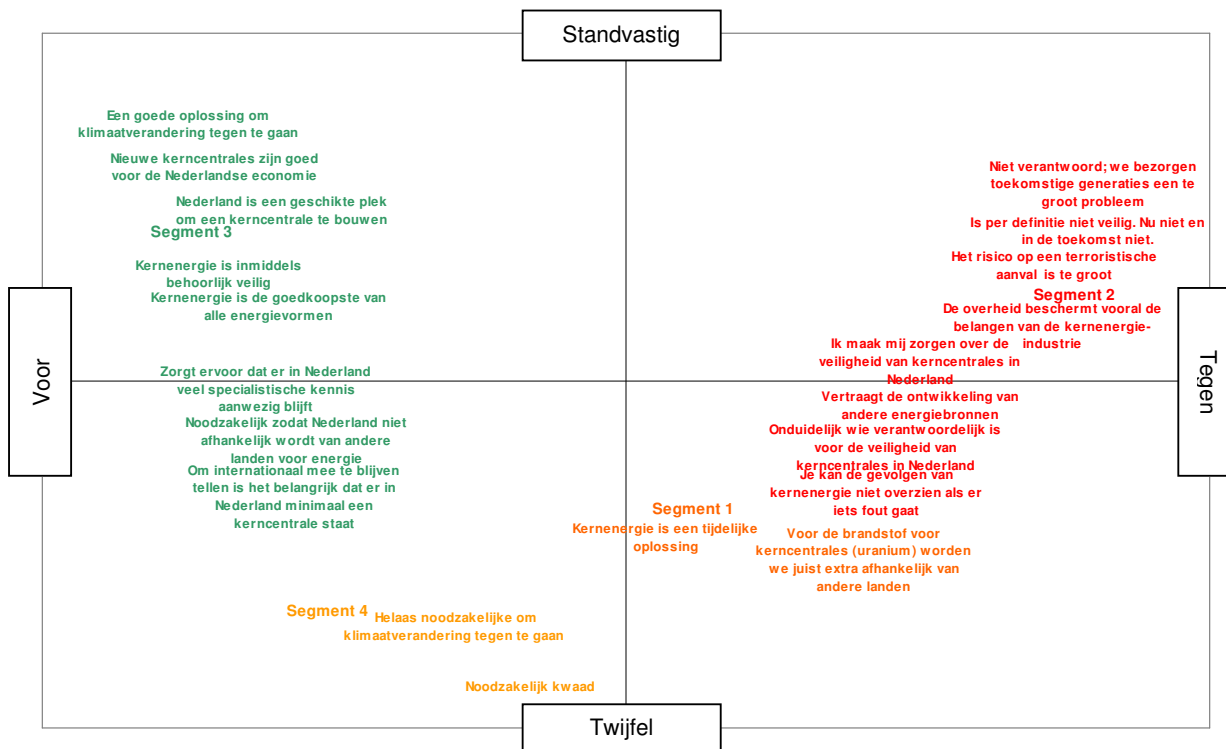 Standvastig
Een goede oplossing om
klimaatverandering tegen te gaan
Nieuwe kerncentrales zijn goed
voor de Nederlandse economie
Nederland is een geschikte plek
om een kerncentrale te bouwen
Segment 3
Kernenergie is inmiddels
behoorlijk veilig
Kernenergie is de goedkoopste van
alle energievormen
Voor
Zorgt ervoor dat er in Nederland
veel specialistische kennis
aanwezig blijft
Noodzakelijk zodat Nederland niet
afhankelijk wordt van andere
landen voor energie
Om internationaal mee te blijven
tellen is het belangrijk dat er in
Nederland minimaal een
kerncentrale staat
Niet verantwoord; we bezorgen
toekomstige generaties een te
groot probleem
Is per definitie niet veilig. Nu niet en
in de toekomst niet.
Het risico op een terroristische
aanval is te groot
Segment 2
De overheid beschermt vooral de
belangen van de kernenergie-
industrie
Ik maak mij zorgen over de
veiligheid van kerncentrales in
Nederland
Tegen
Vertraagt de ontwikkeling van
andere energiebronnen
Onduidelijk wie verantwoordelijk is
voor de veiligheid van
kerncentrales in Nederland
Je kan de gevolgen van
kernenergie niet overzien als er
iets fout gaat
Segment 1
Kernenergie is een tijdelijke
oplossing
Voor de brandstof voor
kerncentrales (uranium) worden
we juist extra afhankelijk van
andere landen
Segment 4
Helaas noodzakelijke om
klimaatverandering tegen te gaan
Noodzakelijk kwaad
Twijfel